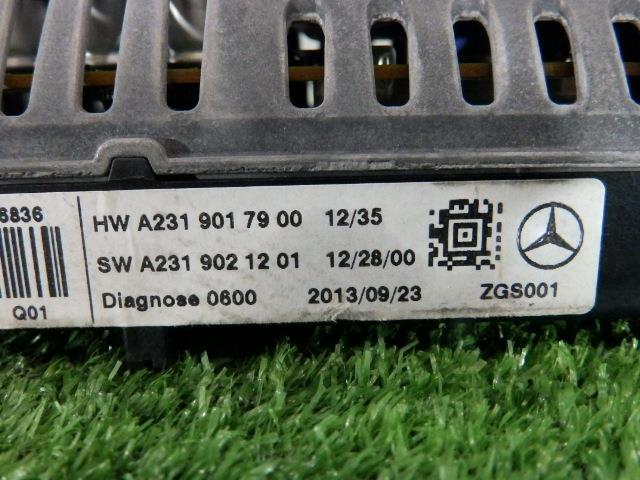 6836
HW A231 901 79 00 12/35
SW A231 902 12 01 12/28/00
Q01
Diagnose 0600 2013/09/23 ZGS001